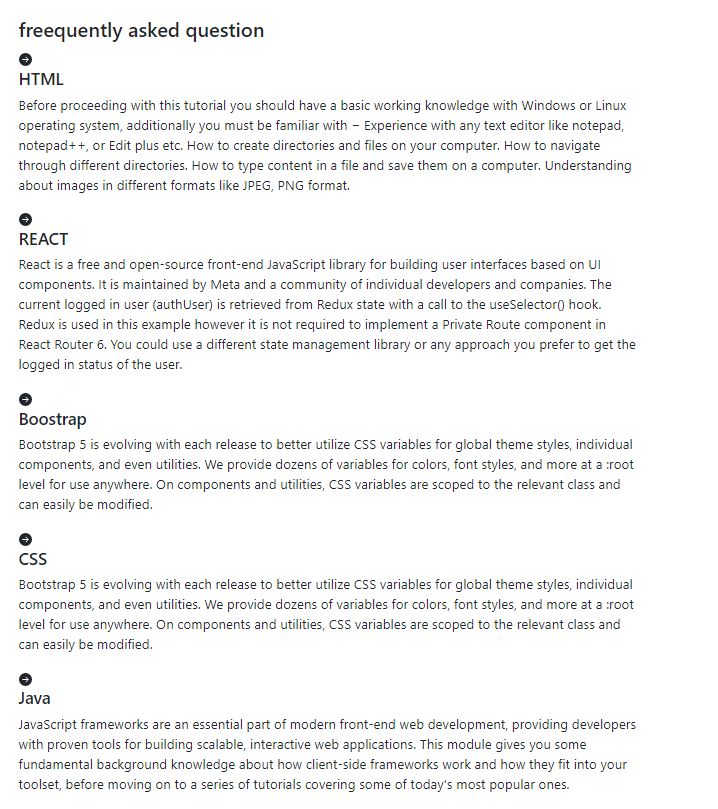 freequently asked question
HTML
Before proceeding with this tutorial you should have a basic working knowledge with Windows or Linux
operating system, additionally you must be familiar with − Experience with any text editor like notepad,
notepad++, or Edit plus etc. How to create directories and files on your computer. How to navigate
through different directories. How to type content in a file and save them on a computer. Understanding
about images in different formats like JPEG, PNG format.
REACT
React is a free and open-source front-end JavaScript library for building user interfaces based on UI
components. It is maintained by Meta and a community of individual developers and companies. The
current logged in user (authUser) is retrieved from Redux state with a call to the useSelector() hook.
Redux is used in this example however it is not required to implement a Private Route component in
React Router 6. You could use a different state management library or any approach you prefer to get the
logged in status of the user.
Boostrap
Bootstrap 5 is evolving with each release to better utilize CSS variables for global theme styles, individual
components, and even utilities. We provide dozens of variables for colors, font styles, and more at a :root
level for use anywhere. On components and utilities, CSS variables are scoped to the relevant class and
can easily be modified.
CSS
Bootstrap 5 is evolving with each release to better utilize CSS variables for global theme styles, individual
components, and even utilities. We provide dozens of variables for colors, font styles, and more at a :root
level for use anywhere. On components and utilities, CSS variables are scoped to the relevant class and
can easily be modified.
Java
JavaScript frameworks are an essential part of modern front-end web development, providing developers
with proven tools for building scalable, interactive web applications. This module gives you some
fundamental background knowledge about how client-side frameworks work and how they fit into your
toolset, before moving on to a series of tutorials covering some of today's most popular ones.